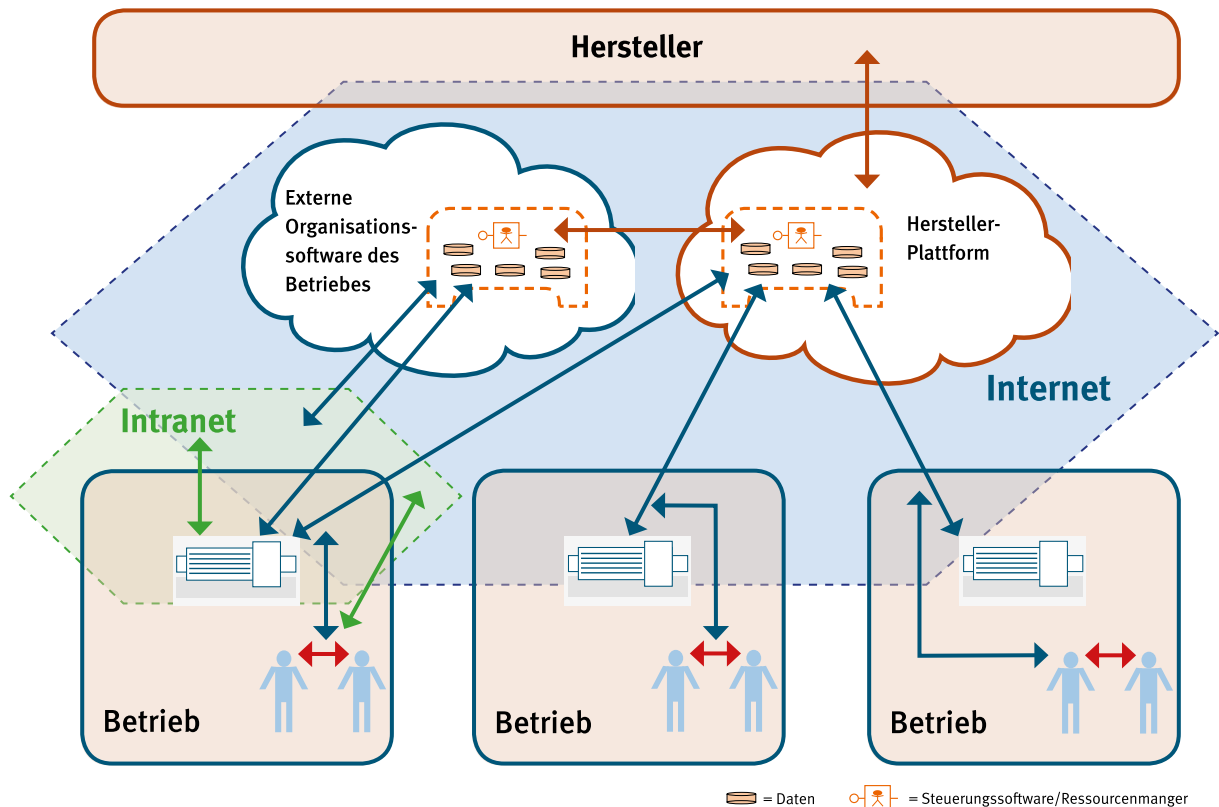 Hersteller
Externe
Organisations-
software des
Betriebes
Hersteller-
Plattform
Internet
Intranet
Betrieb
Betrieb
Betrieb
= Daten
= Steuerungssoftware/Ressourcenmanger